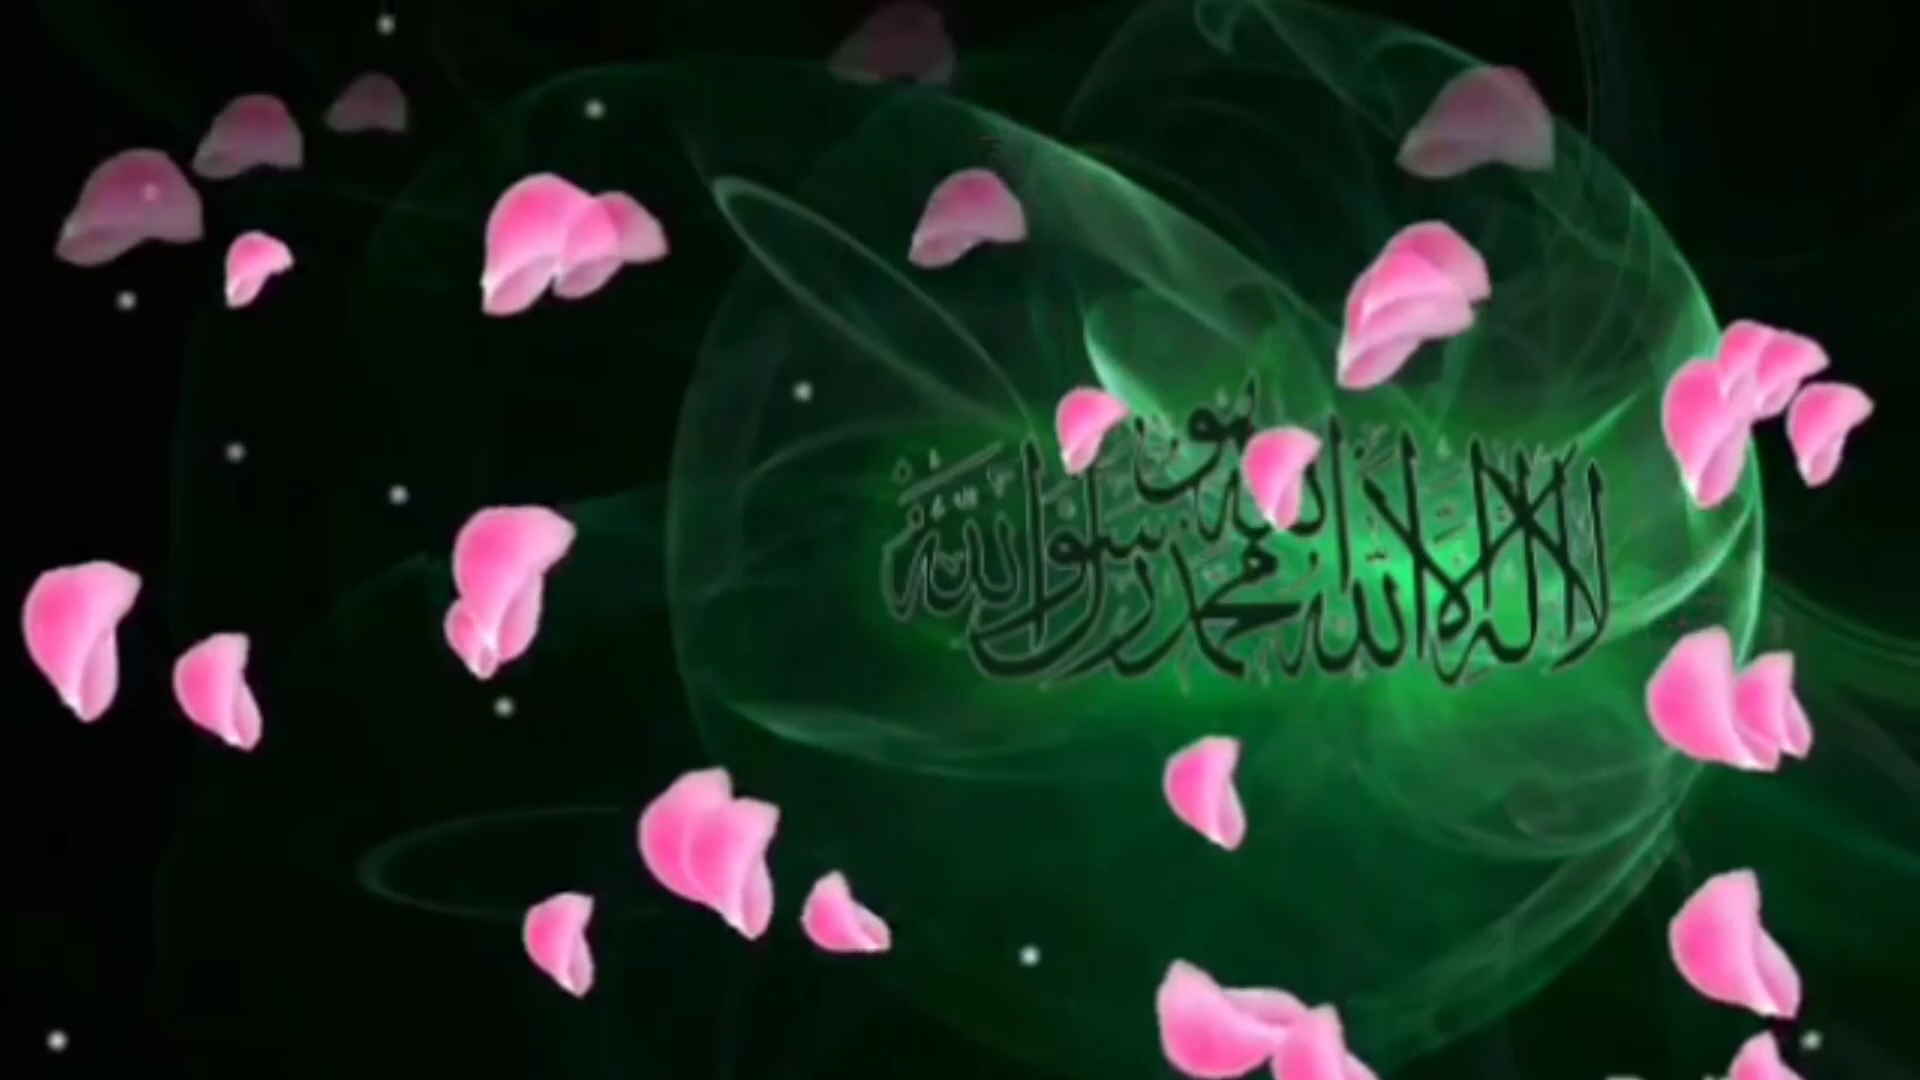 لا اله الا الله محمد رسول الله